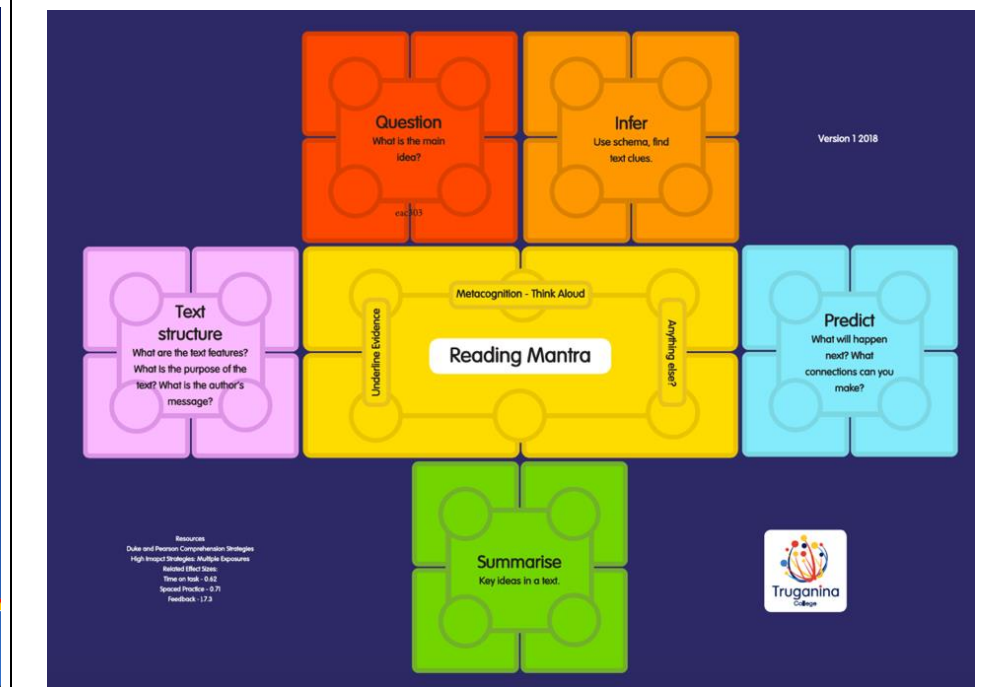 Question
What is the main
idea?
eac303
Infer
Use schema, find
text clues.
Version 1 2018
Text
structure
What are the text features?
What is the purpose of the
text? What is the author's
message?
Metacognition - Think Aloud
Underline Evidence
Reading Mantra
Anything else?
Predict
What will happen
next? What
connections can you
make?
Summarise
Key ideas in a text.
Resources
Duke and Pearson Comprehension Strategies
High Imapct Strategies: Multiple Exposures
Related Effect Sizes:
Time on task - 0.62
Spaced Practice - 0.71
Feedback - 1.7.3
Truganina
College